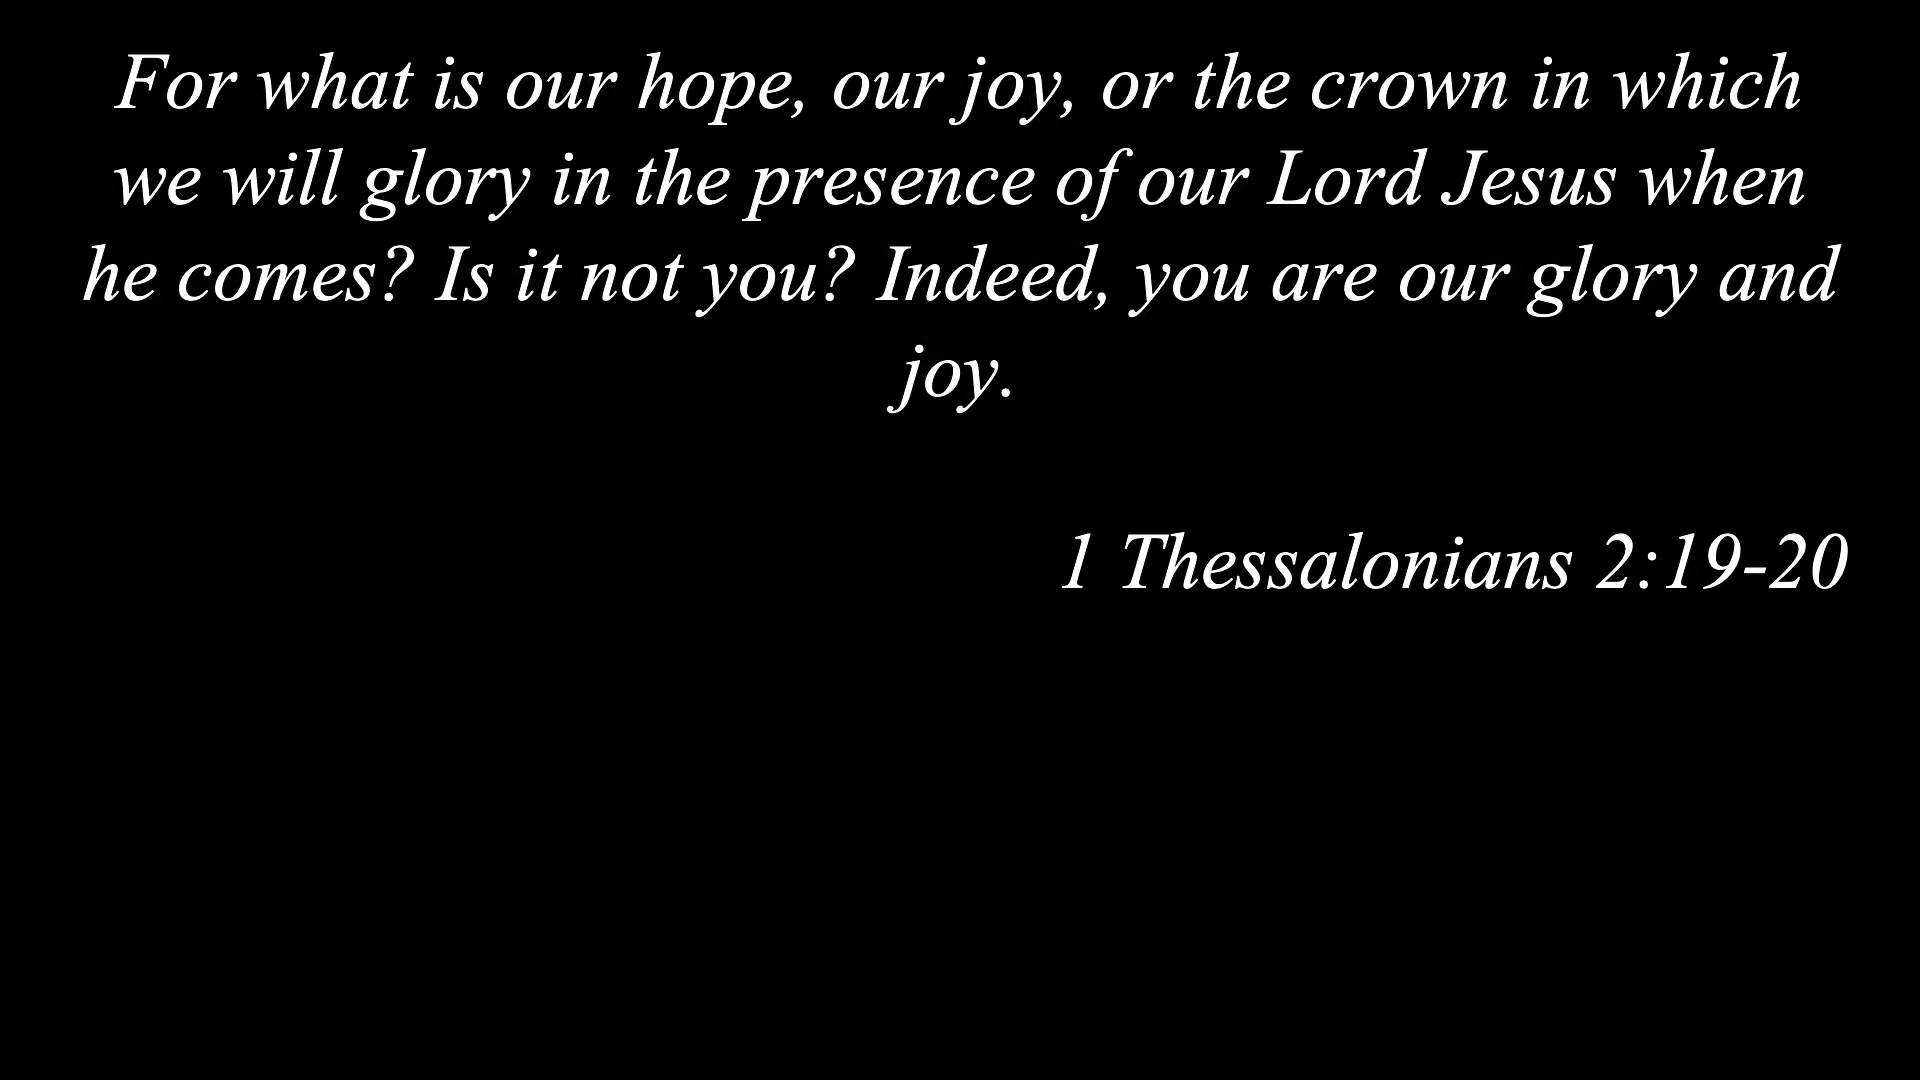 For what is our hope, our joy, or the crown in which
we will glory in the presence of our Lord Jesus when
he comes? Is it not you? Indeed, you are our glory and
joy.
1 Thessalonians 2:19-20